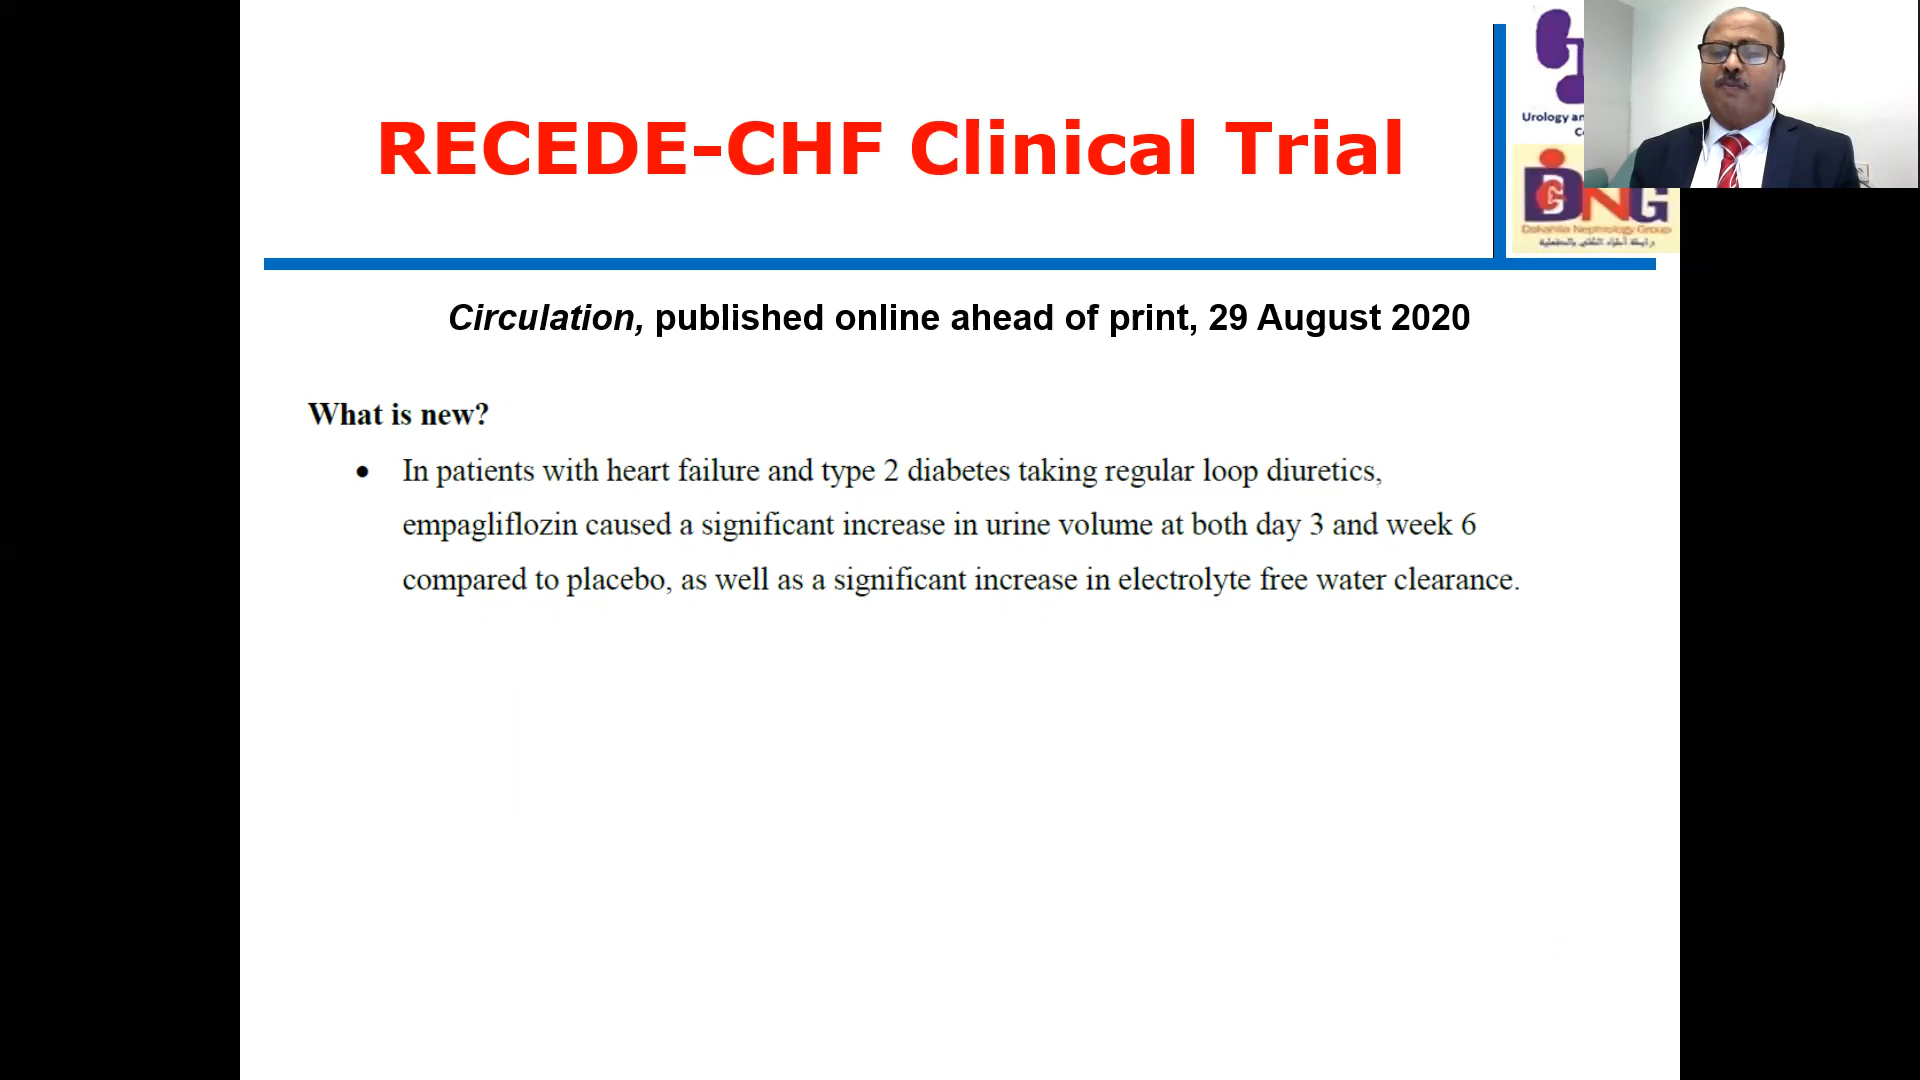 RECEDE-CHF Clinical Trial
Urology an
C
DNG
Dakahlia Nephrology Group
Circulation, published online ahead of print, 29 August 2020
What is new?
• In patients with heart failure and type 2 diabetes taking regular loop diuretics,
empagliflozin caused a significant increase in urine volume at both day 3 and week 6
compared to placebo, as well as a significant increase in electrolyte free water clearance.